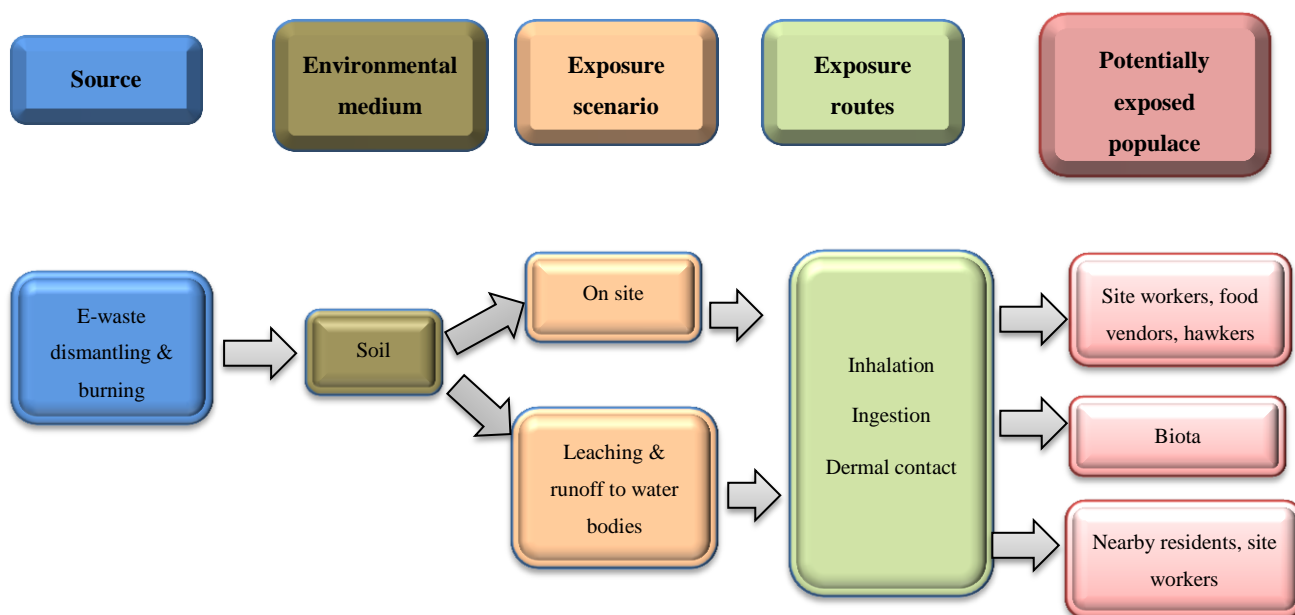 Source
Environmental
medium
Exposure
scenario
Exposure
routes
Potentially
exposed
populace
E-waste
dismantling &
burning
Soil
On site
Leaching &
runoff to water
bodies
Inhalation
Ingestion
Dermal contact
Site workers, food
vendors, hawkers
Biota
Nearby residents, site
workers